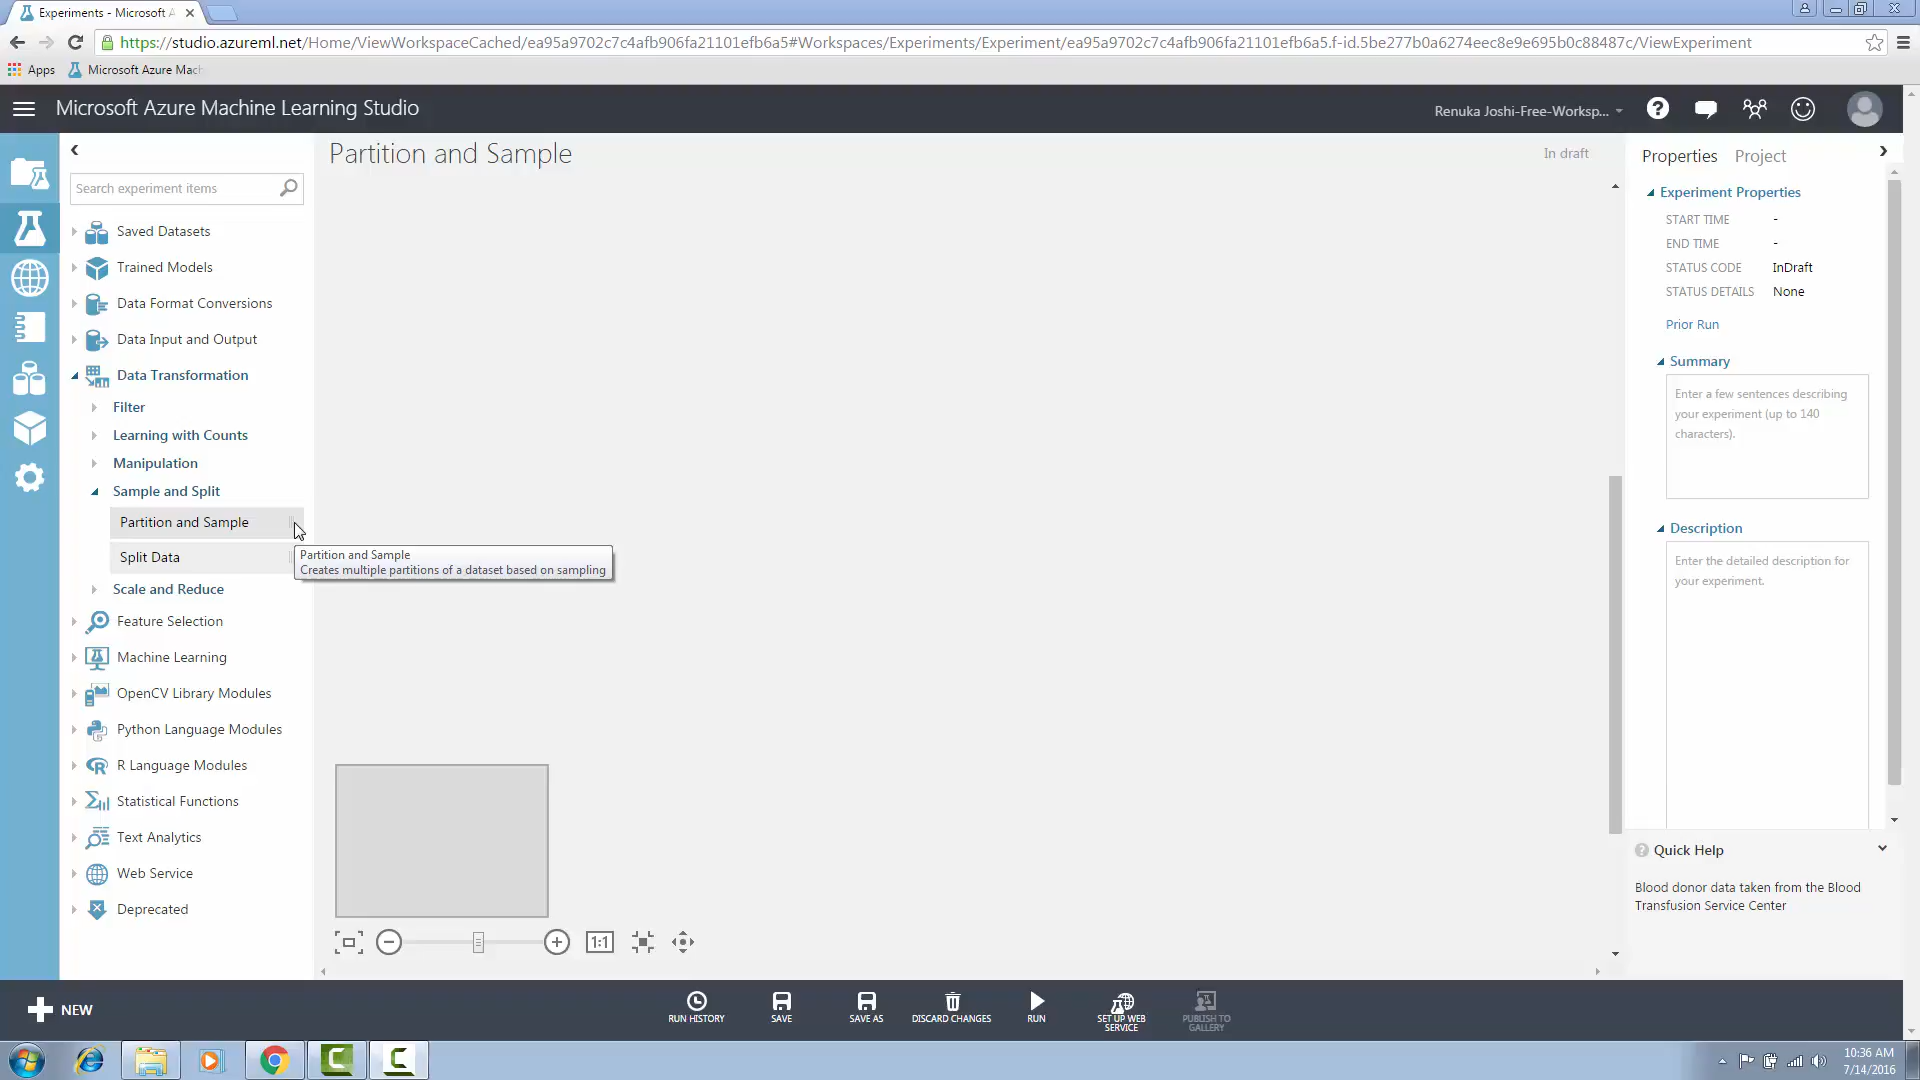 Experiments - Microsoft A
https://studio.azureml.net/Home/ViewWorkspaceCached/ea95a9702c7c4afb906fa21101efb6a5#Workspaces/Experiments/Experiment/ea95a9702c7c4afb906fa21101efb6a5.f-id.5be277b0a6274eec8e9e695b0c88487c/ViewExperiment
Apps Microsoft Azure Mach
Microsoft Azure Machine Learning Studio
Renuka Joshi-Free-Worksp...
Search experiment items
Saved Datasets
Trained Models
Data Format Conversions
Data Input and Output
Data Transformation
Filter
Learning with Counts
Manipulation
Sample and Split
Partition and Sample
Split Data
Scale and Reduce
Feature Selection
Machine Learning
OpenCV Library Modules
Python Language Modules
R Language Modules
Statistical Functions
Text Analytics
Web Service
Deprecated
Partition and Sample
In draft
Partition and Sample
Creates multiple partitions of a dataset based on sampling
1:1
Properties Project
Experiment Properties
START TIME -
END TIME -
STATUS CODE InDraft
STATUS DETAILS None
Prior Run
Summary
Enter a few sentences describing
your experiment (up to 140
characters).
Description
Enter the detailed description for
your experiment.
Quick Help
Blood donor data taken from the Blood
Transfusion Service Center
NEW
RUN HISTORY
SAVE
SAVE AS
DISCARD CHANGES
RUN
SET UP WEB
SERVICE
PUBLISH TO
GALLERY
10:36 AM
7/14/2016